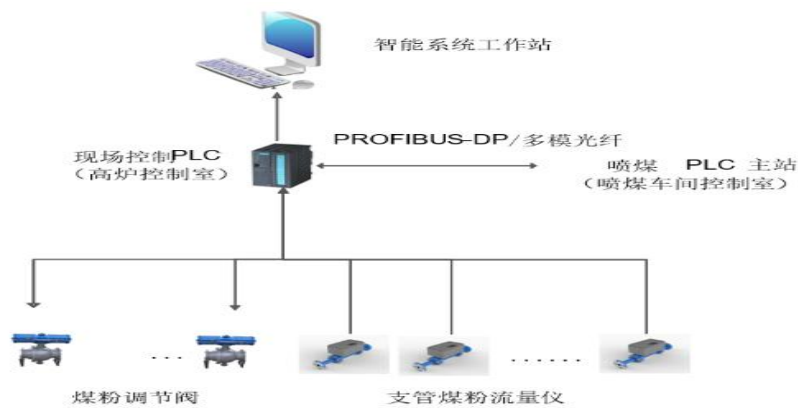 智能系统工作站
PROFIBUS-DP/多模光纤
现场控制PLC
（高炉控制室）
喷煤 PLC 主站
（喷煤车间控制室）
...
......
煤粉调节阀
支管煤粉流量仪